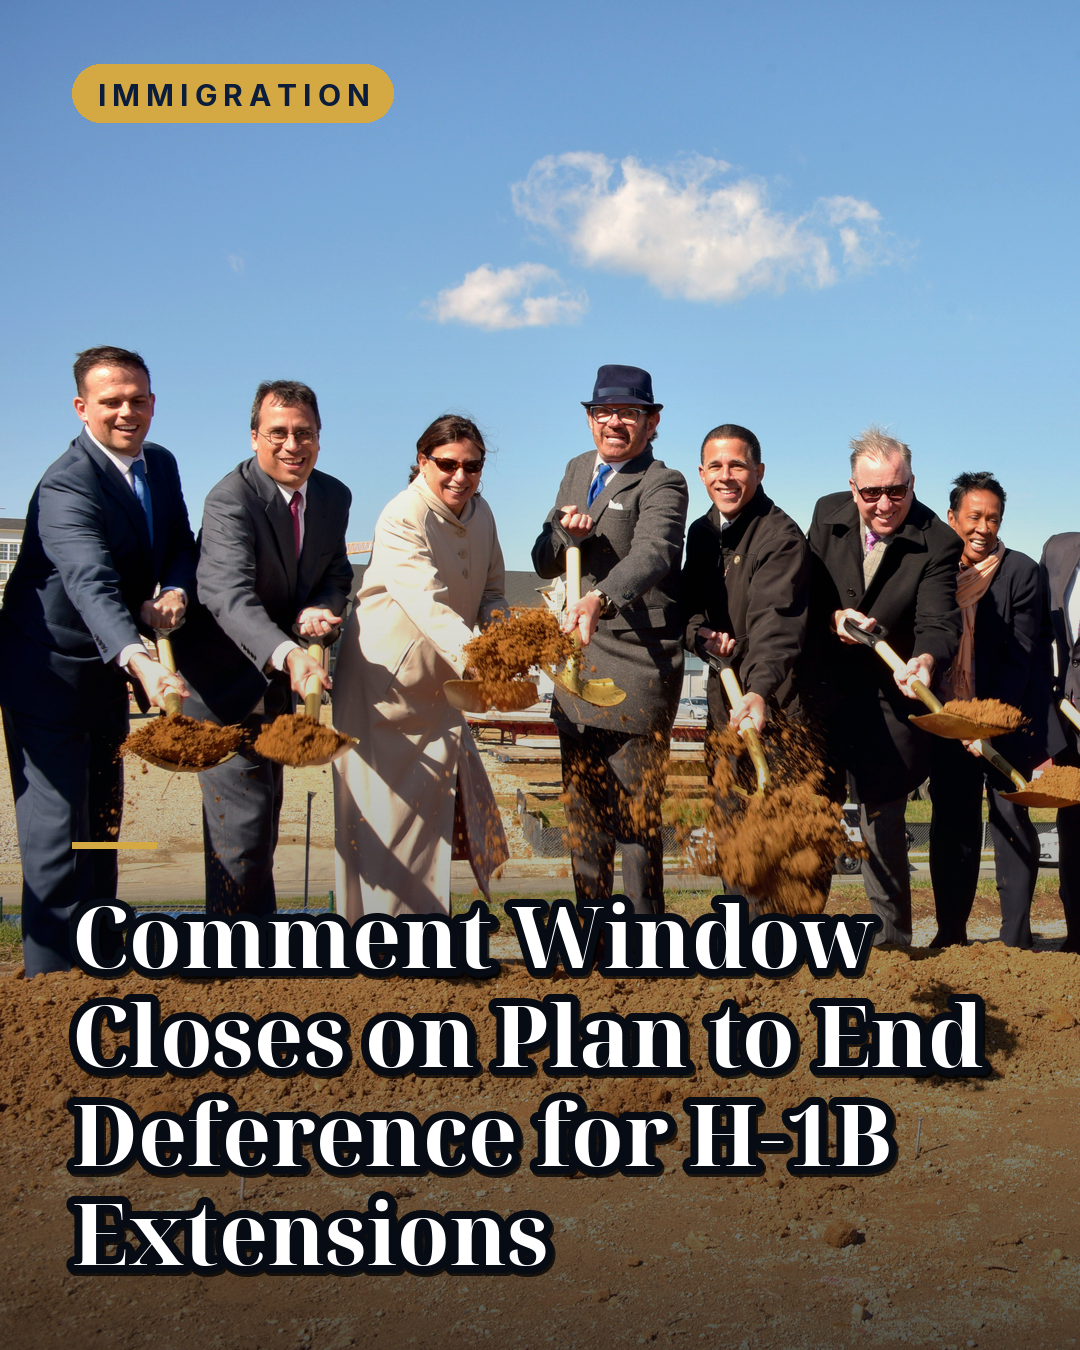 IMMIGRATION
Comment Window
Closes on Plan to End
Deference for H-1B
Extensions